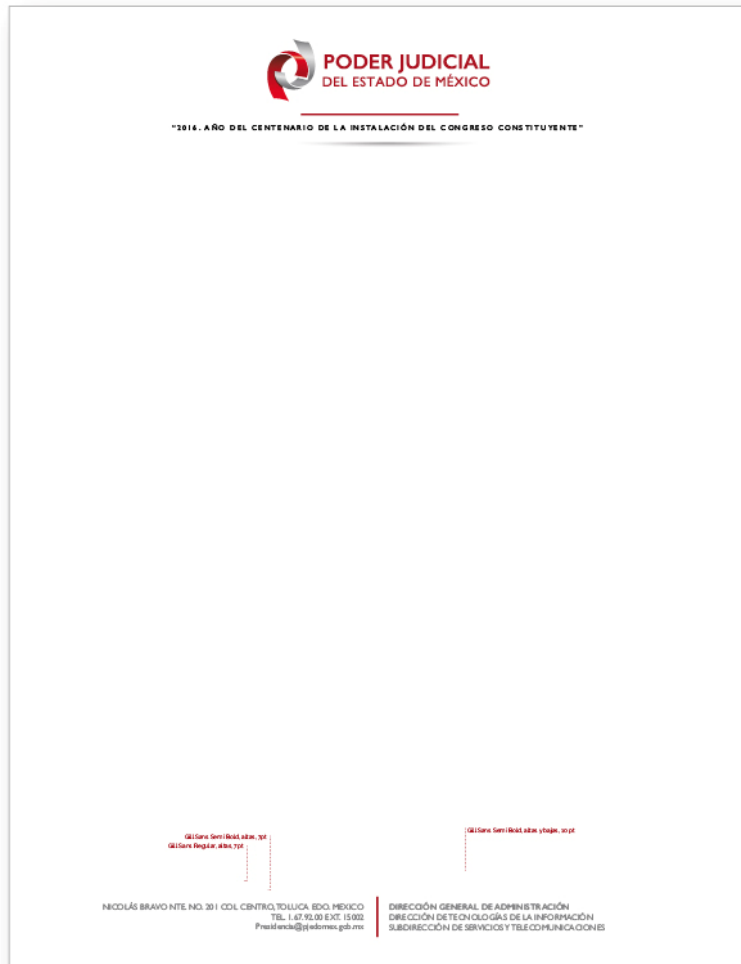 PODER JUDICIAL
DEL ESTADO DE MÉXICO
"2016. AÑO DEL CENTENARIO DE LA INSTALACIÓN DEL CONGRESO CONSTITUYENTE"
Gill Sans Semi Bold, altas y bajas, 10 pt
Gill Sans Semi Bold, altas, 7pt
Gill Sans Regular, altas, 7 pt
NICOLÁS BRAVO NTE. NO. 201 COL. CENTRO, TOLUCA EDO. MEXICO
TEL. 1.67.92.00 EXT. 15002
Presidencia@pjedomex.gob.mx
DIRECCIÓN GENERAL DE ADMINISTRACIÓN
DIRECCIÓN DE TECNOLOGÍAS DE LA INFORMACIÓN
SUBDIRECCIÓN DE SERVICIOS Y TELECOMUNICACIONES